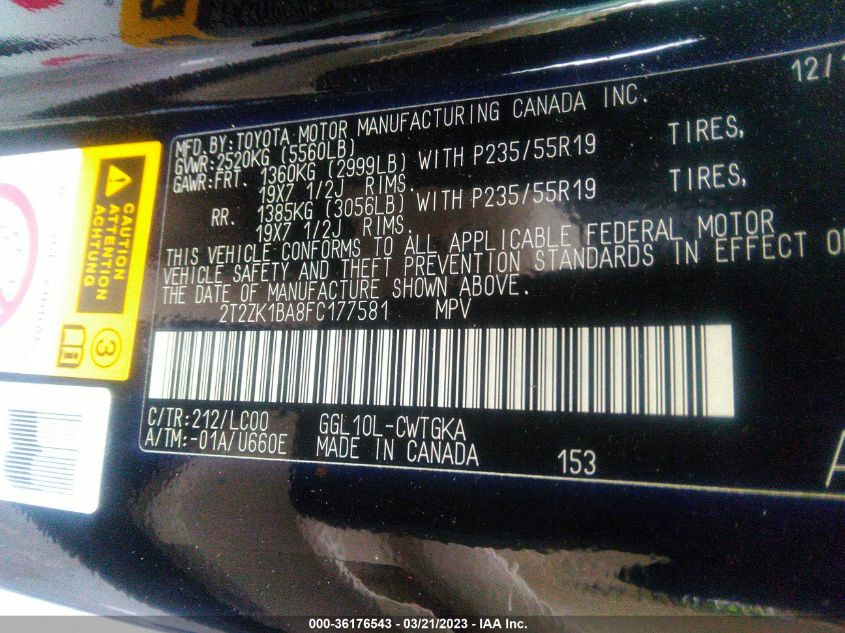 12/
MFD. BY: TOYOTA MOTOR MANUFACTURING CANADA INC.
GVWR: 2520KG (5560LB)
GAWR: FRT. 1360KG (2999LB) WITH P235/55R19 TIRES,
19X7 1/2J RIMS.
RR. 1385KG (3056LB) WITH P235/55R19 TIRES,
19X7 1/2J RIMS.
THIS VEHICLE CONFORMS TO ALL APPLICABLE FEDERAL MOTOR
VEHICLE SAFETY AND THEFT PREVENTION STANDARDS IN EFFECT
THE DATE OF MANUFACTURE SHOWN ABOVE.
2T2ZK1BA8FC177581 MPV
C/TR: 212/LC00 GGL10L-CWTGKA
A/TM: -01A/U660E MADE IN CANADA 153
CAUTION
ATTENTION
ACHTUNG
3
000-36176543 — 03/21/2023 — IAA Inc.